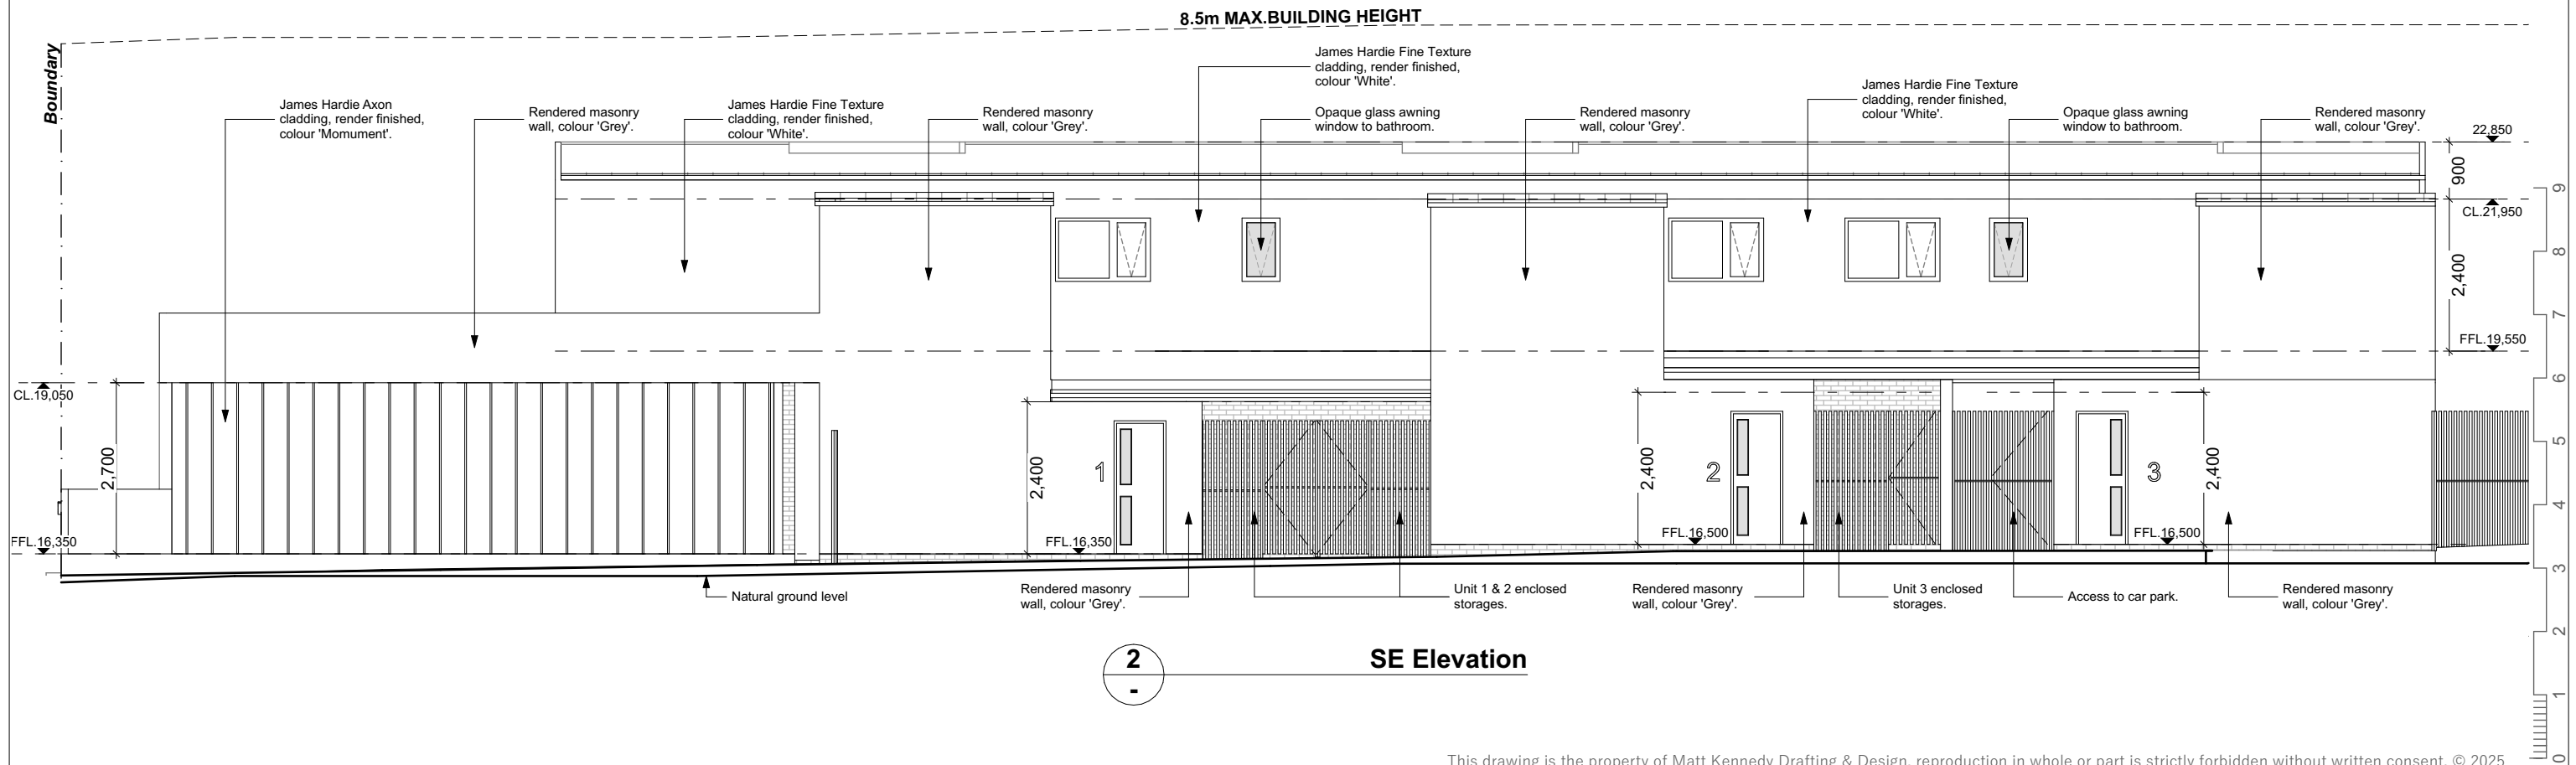 8.5m MAX.BUILDING HEIGHT
Boundary
James Hardie Axon
cladding, render finished,
colour 'Momument'.
Rendered masonry
wall, colour 'Grey'.
James Hardie Fine Texture
cladding, render finished,
colour 'White'.
Rendered masonry
wall, colour 'Grey'.
James Hardie Fine Texture
cladding, render finished,
colour 'White'.
Opaque glass awning
window to bathroom.
Rendered masonry
wall, colour 'Grey'.
James Hardie Fine Texture
cladding, render finished,
colour 'White'.
Opaque glass awning
window to bathroom.
Rendered masonry
wall, colour 'Grey'.
22,850
900
CL.21,950
2,400
FFL.19,550
CL.19,050
2,700
FFL.16,350
2,400
1
FFL.16,350
2,400
2
FFL.16,500
3
2,400
FFL.16,500
Natural ground level
Rendered masonry
wall, colour 'Grey'.
Unit 1 & 2 enclosed
storages.
Rendered masonry
wall, colour 'Grey'.
Unit 3 enclosed
storages.
Access to car park.
Rendered masonry
wall, colour 'Grey'.
9
8
7
6
5
4
3
2
1
0
2
-
SE Elevation
This drawing is the property of Matt Kennedy Drafting & Design, reproduction in whole or part is strictly forbidden without written consent. © 2025